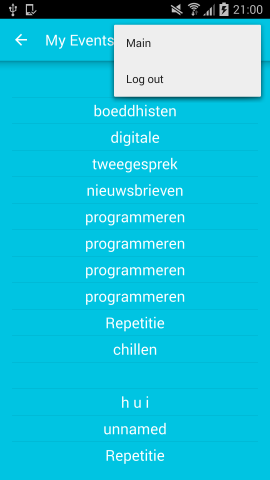 21:00
My Events
Main
Log out
boeddhisten
digitale
tweegesprek
nieuwsbrieven
programmeren
programmeren
programmeren
programmeren
Repetitie
chillen
h u i
unnamed
Repetitie